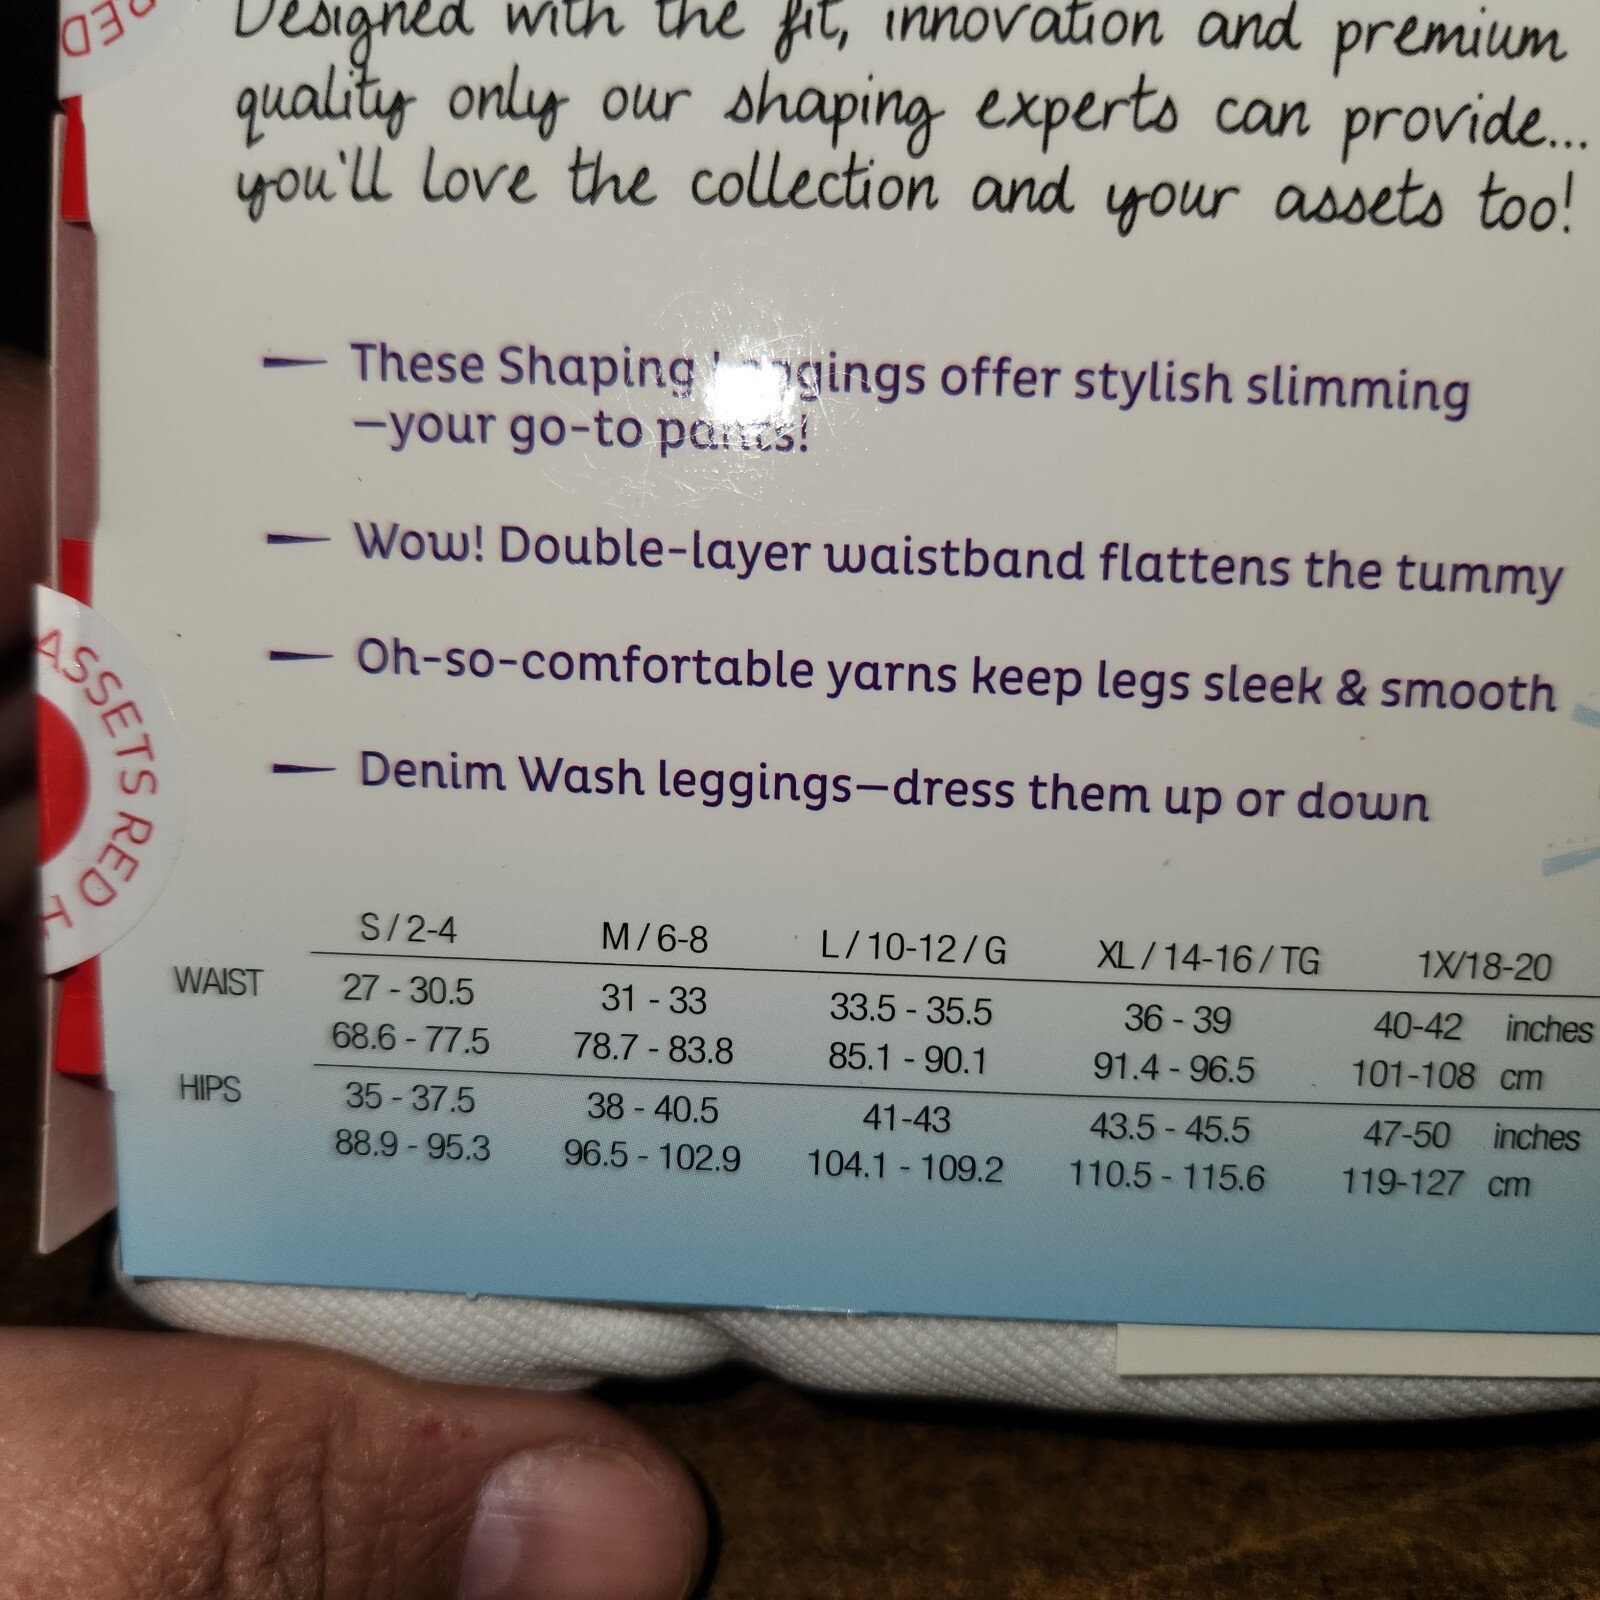 RED
Designed with the fit, innovation and premium
quality only our shaping experts can provide...
you'll love the collection and your assets too!
— These Shaping Leggings offer stylish slimming
—your go-to pants!
— Wow! Double-layer waistband flattens the tummy
— Oh-so-comfortable yarns keep legs sleek & smooth
— Denim Wash leggings—dress them up or down
ASSETS RED H
S / 2-4 M / 6-8 L / 10-12 / G XL / 14-16 / TG 1X/18-20
WAIST 27 - 30.5 31 - 33 33.5 - 35.5 36 - 39 40-42 inches
68.6 - 77.5 78.7 - 83.8 85.1 - 90.1 91.4 - 96.5 101-108 cm
HIPS 35 - 37.5 38 - 40.5 41-43 43.5 - 45.5 47-50 inches
88.9 - 95.3 96.5 - 102.9 104.1 - 109.2 110.5 - 115.6 119-127 cm